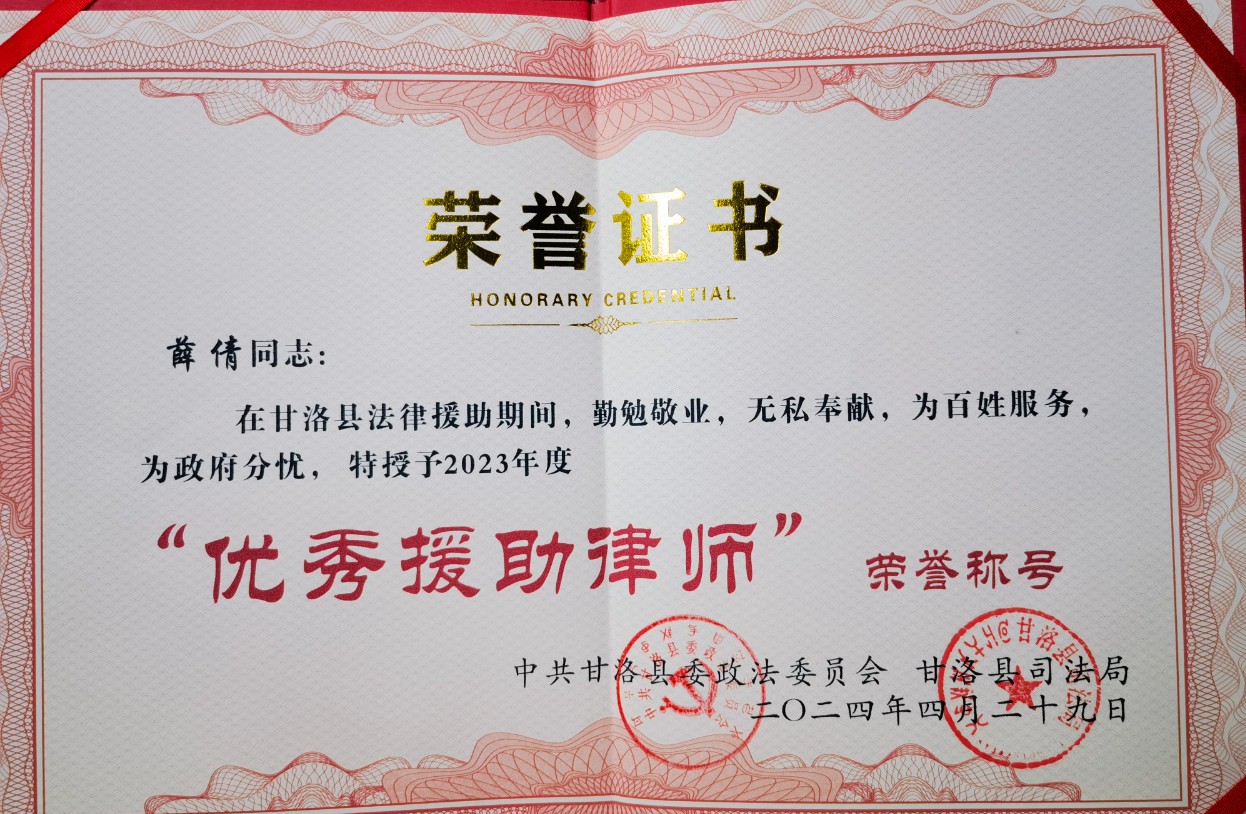 荣誉证书
HONORARY CREDENTIAL
薛倩同志：
在甘洛县法律援助期间，勤勉敬业，无私奉献，为百姓服务，
为政府分忧，特授予2023年度
“优秀援助律师”荣誉称号
中共甘洛县委政法委员会 甘洛县司法局
二〇二四年四月二十九日